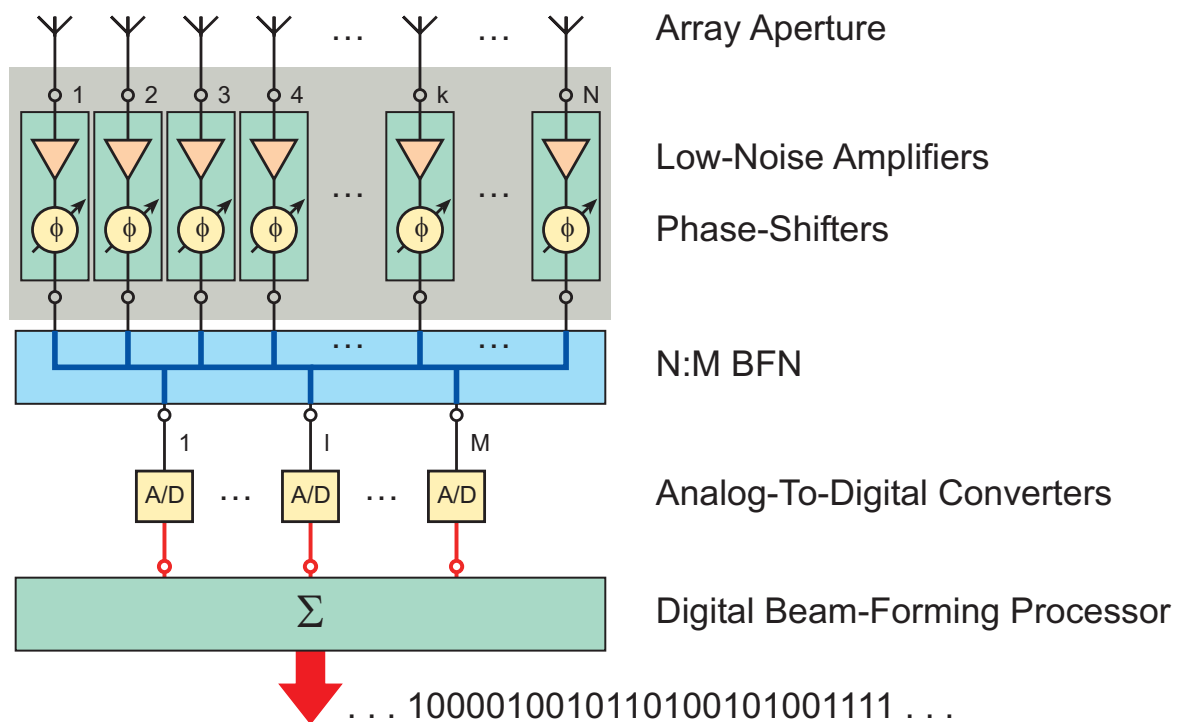 ... ... Array Aperture
1 2 3 4 k N
Low-Noise Amplifiers
... ...
ϕ ϕ ϕ ϕ ϕ ϕ Phase-Shifters
... ...
N:M BFN
1 I M
A/D ... A/D ... A/D Analog-To-Digital Converters
Σ Digital Beam-Forming Processor
. . . 10000100101101001010011111 . . .